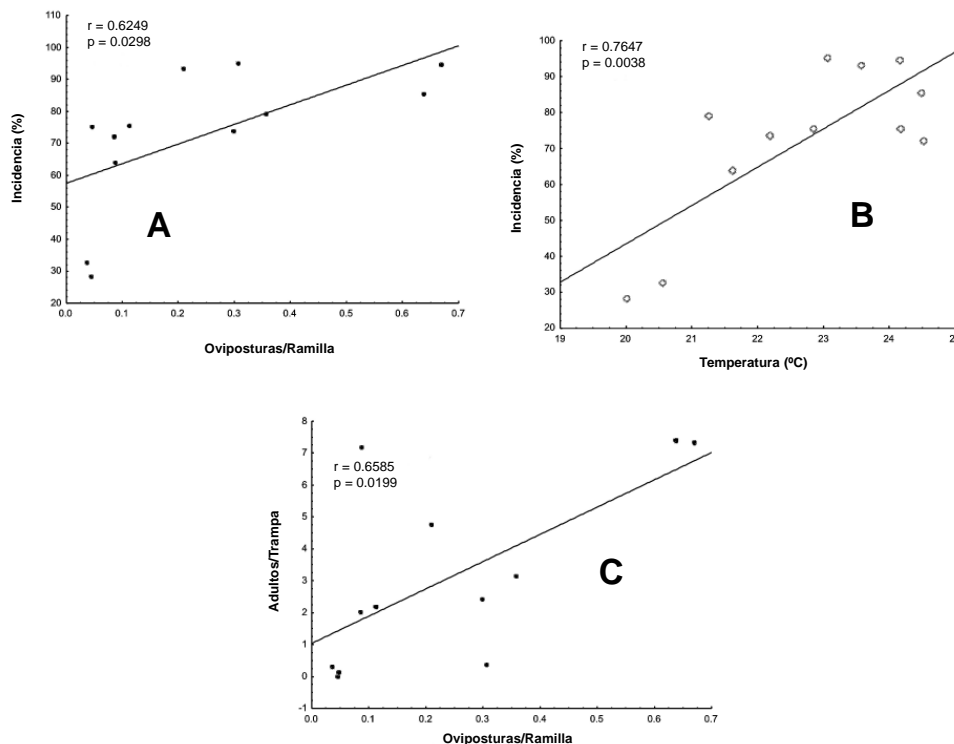 r = 0.6249
p = 0.0298
110
100
90
80
70
60
50
40
30
20
0.0 0.1 0.2 0.3 0.4 0.5 0.6 0.7
Incidencia (%)
A
Oviposturas/Ramilla
r = 0.7647
p = 0.0038
100
90
80
70
60
50
40
30
20
19 20 21 22 23 24
Incidencia (%)
B
Temperatura (ºC)
r = 0.6585
p = 0.0199
8
7
6
5
4
3
2
1
0
-1
0.0 0.1 0.2 0.3 0.4 0.5 0.6 0.7
Adultos/Trampa
C
Oviposturas/Ramilla